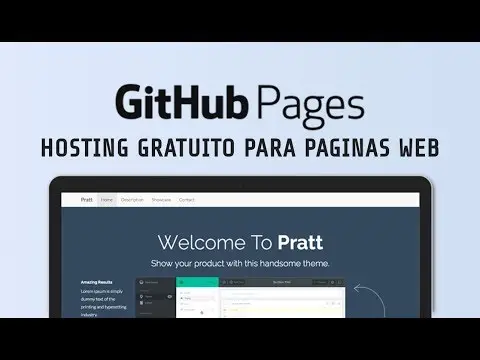 GitHub Pages
HOSTING GRATUITO PARA PAGINAS WEB
Pratt Home Description Showcase Contact
Welcome To Pratt
Show your product with this handsome theme.
Amazing Results
Lorem Ipsum is simply
dummy text of the
printing and typesetting
industry.